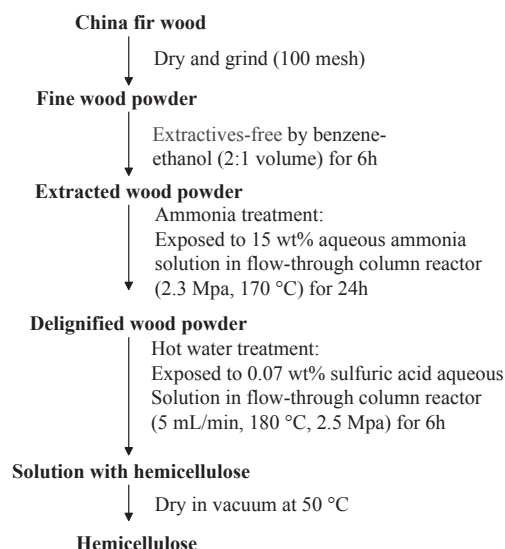 China fir wood
Dry and grind (100 mesh)
Fine wood powder
Extractives-free by benzene-
ethanol (2:1 volume) for 6h
Extracted wood powder
Ammonia treatment:
Exposed to 15 wt% aqueous ammonia
solution in flow-through column reactor
(2.3 Mpa, 170 °C) for 24h
Delignified wood powder
Hot water treatment:
Exposed to 0.07 wt% sulfuric acid aqueous
Solution in flow-through column reactor
(5 mL/min, 180 °C, 2.5 Mpa) for 6h
Solution with hemicellulose
Dry in vacuum at 50 °C
Hemicellulose